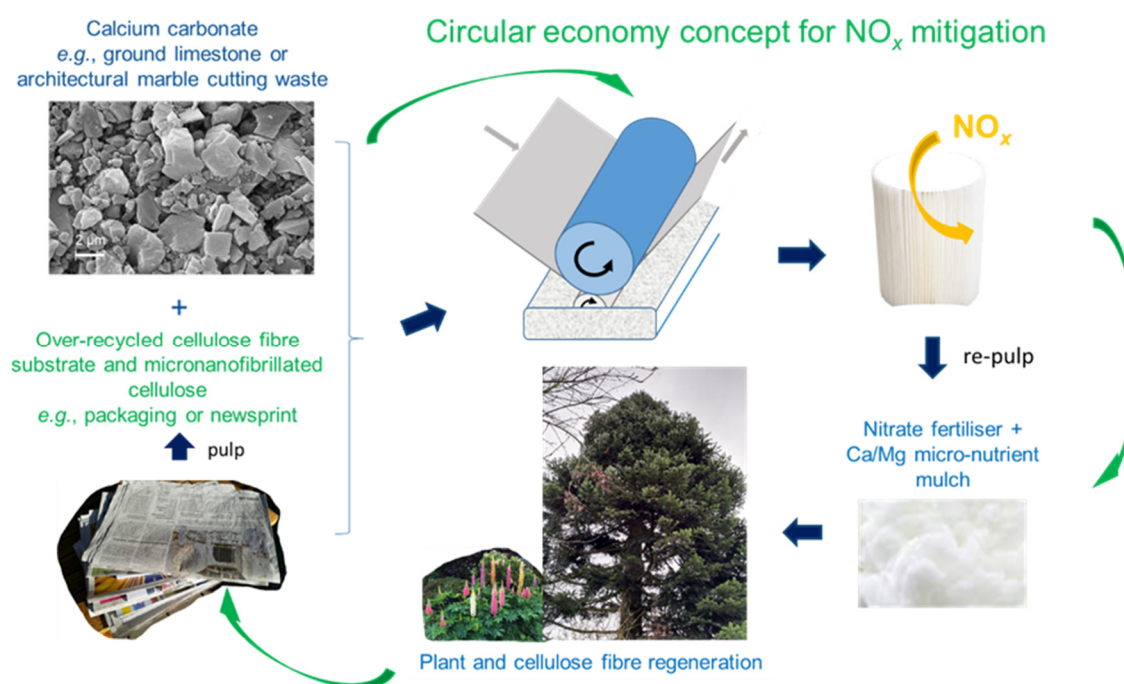 Calcium carbonate
e.g., ground limestone or
architectural marble cutting waste
Circular economy concept for NOx mitigation
2 µm
NOx
+
Over-recycled cellulose fibre
substrate and micronanofibrillated
cellulose
e.g., packaging or newsprint
pulp
re-pulp
Nitrate fertiliser +
Ca/Mg micro-nutrient
mulch
Plant and cellulose fibre regeneration